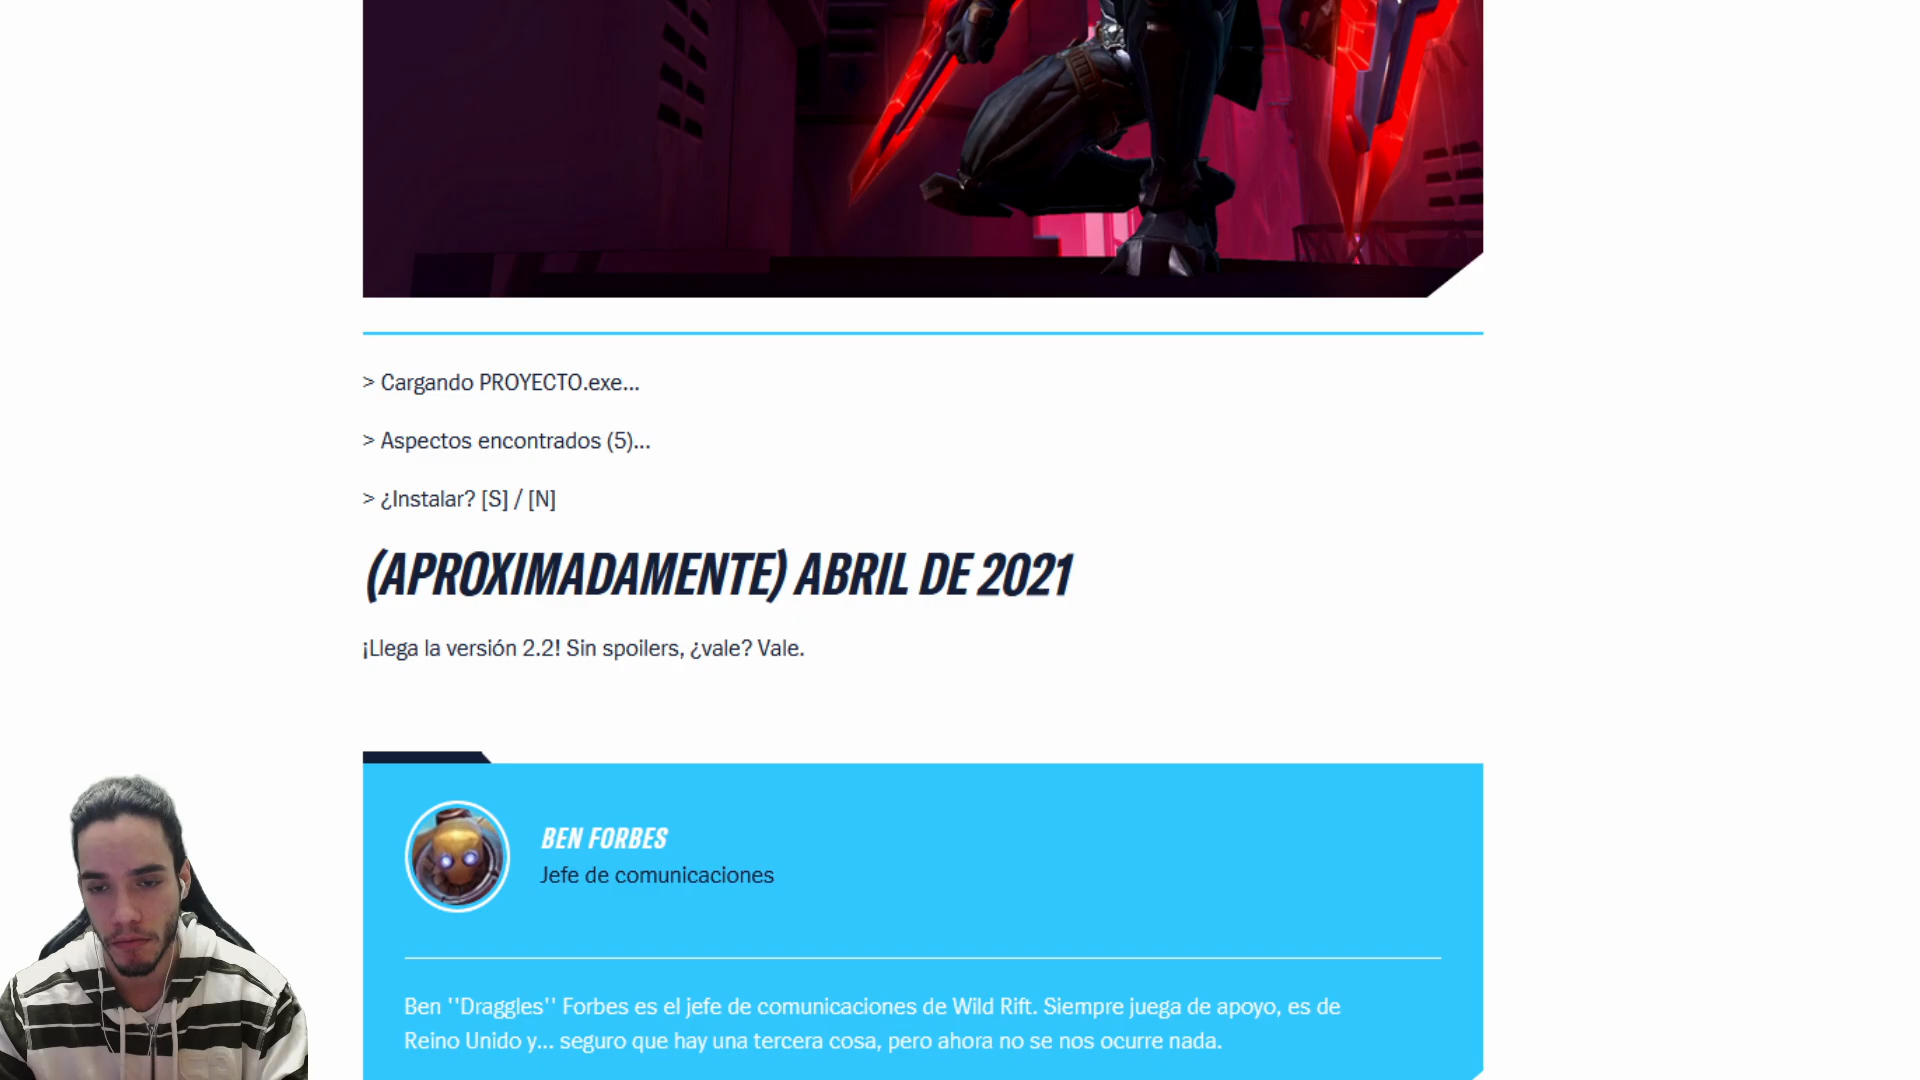 > Cargando PROYECTO.exe...
> Aspectos encontrados (5)...
> ¿Instalar? [S] / [N]
(APROXIMADAMENTE) ABRIL DE 2021
¡Llega la versión 2.2! Sin spoilers, ¿vale? Vale.
BEN FORBES
Jefe de comunicaciones
Ben ''Draggles'' Forbes es el jefe de comunicaciones de Wild Rift. Siempre juega de apoyo, es de
Reino Unido y... seguro que hay una tercera cosa, pero ahora no se nos ocurre nada.